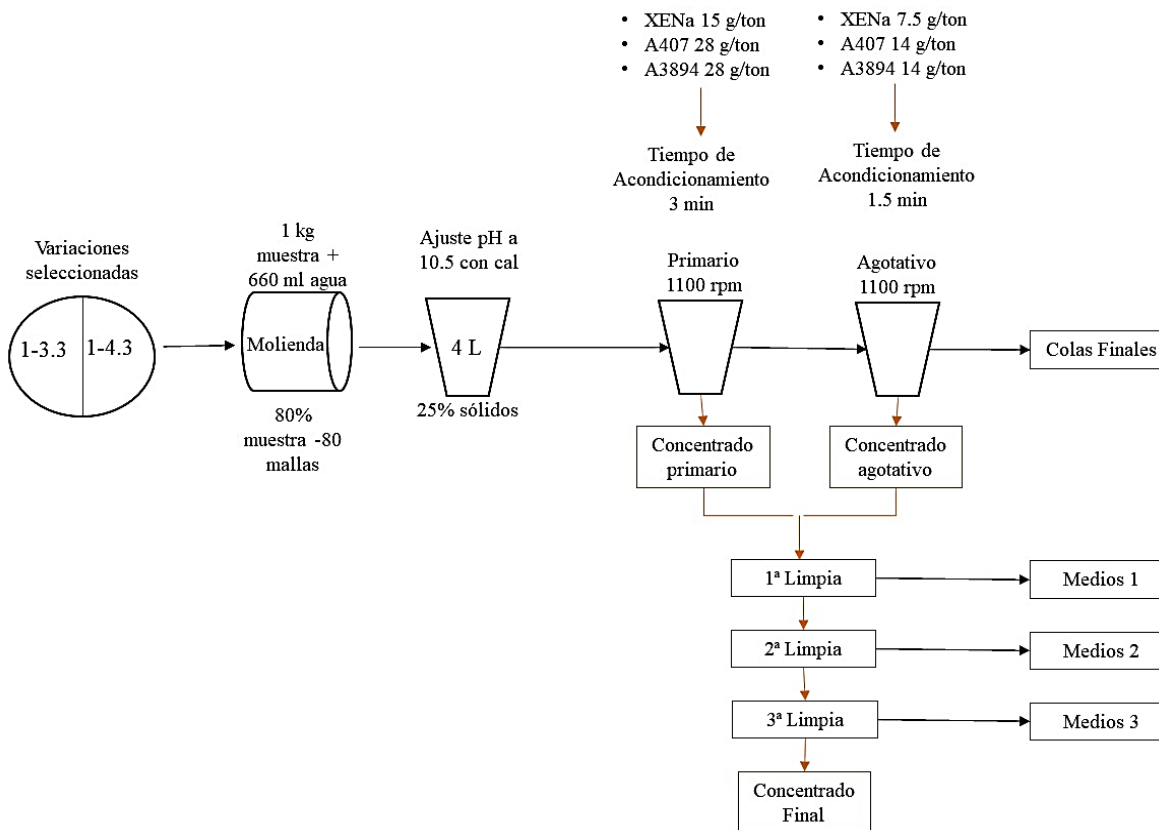 • XENa 15 g/ton
• A407 28 g/ton
• A3894 28 g/ton
• XENa 7.5 g/ton
• A407 14 g/ton
• A3894 14 g/ton
Tiempo de
Acondicionamiento
3 min
Tiempo de
Acondicionamiento
1.5 min
Variaciones
seleccionadas
1-3.3
1-4.3
1 kg
muestra +
660 ml agua
Molienda
80%
muestra -80
mallas
Ajuste pH a
10.5 con cal
4 L
25% sólidos
Primario
1100 rpm
Agotativo
1100 rpm
Colas Finales
Concentrado
primario
Concentrado
agotativo
1ª Limpia
Medios 1
2ª Limpia
Medios 2
3ª Limpia
Medios 3
Concentrado
Final